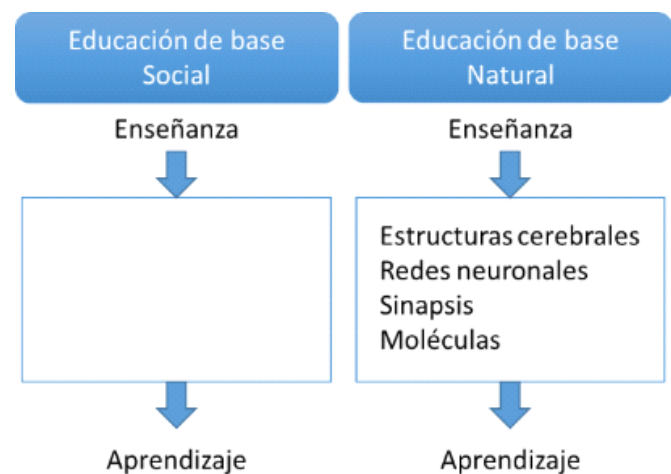 Educación de base
Social
Enseñanza
Aprendizaje
Educación de base
Natural
Enseñanza
Estructuras cerebrales
Redes neuronales
Sinapsis
Moléculas
Aprendizaje